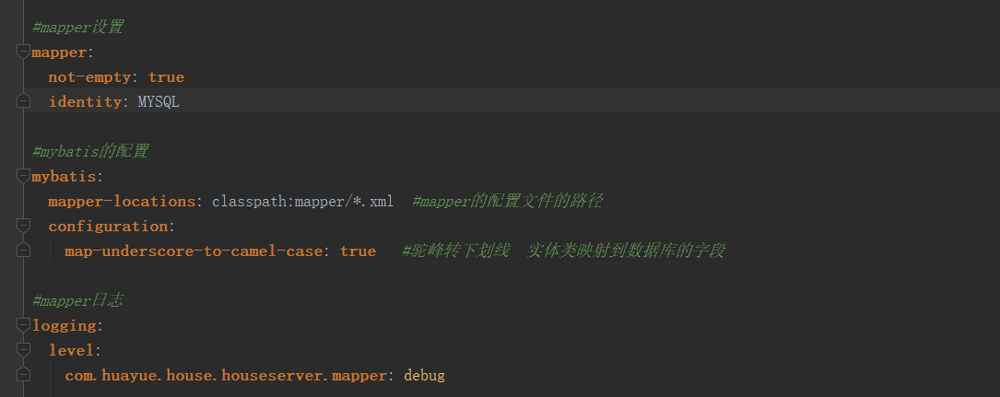 #mapper设置
mapper:
  not-empty: true
  identity: MYSQL
#mybatis的配置
mybatis:
  mapper-locations: classpath:mapper/*.xml  #mapper的配置文件的路径
  configuration:
    map-underscore-to-camel-case: true   #驼峰转下划线  实体类映射到数据库的字段
#mapper日志
logging:
  level:
    com.huayue.house.houseserver.mapper: debug